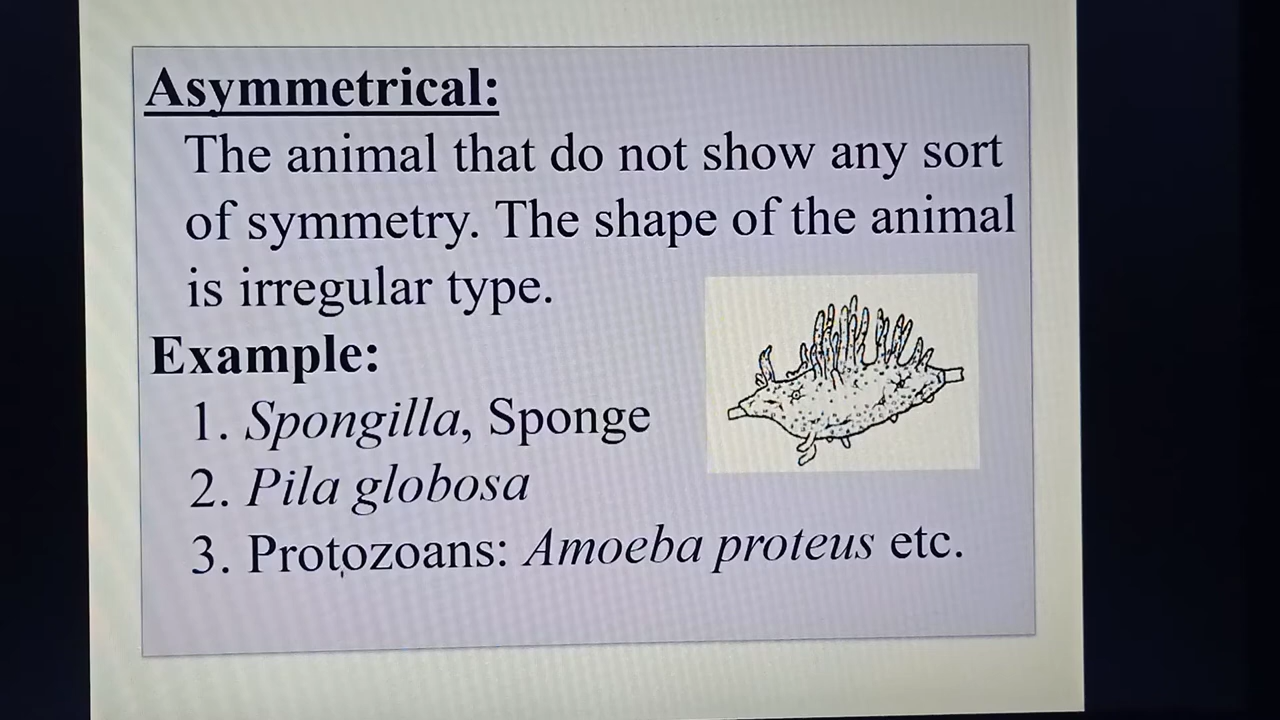 Asymmetrical:
The animal that do not show any sort
of symmetry. The shape of the animal
is irregular type.
Example:
1. Spongilla, Sponge
2. Pila globosa
3. Protozoans: Amoeba proteus etc.